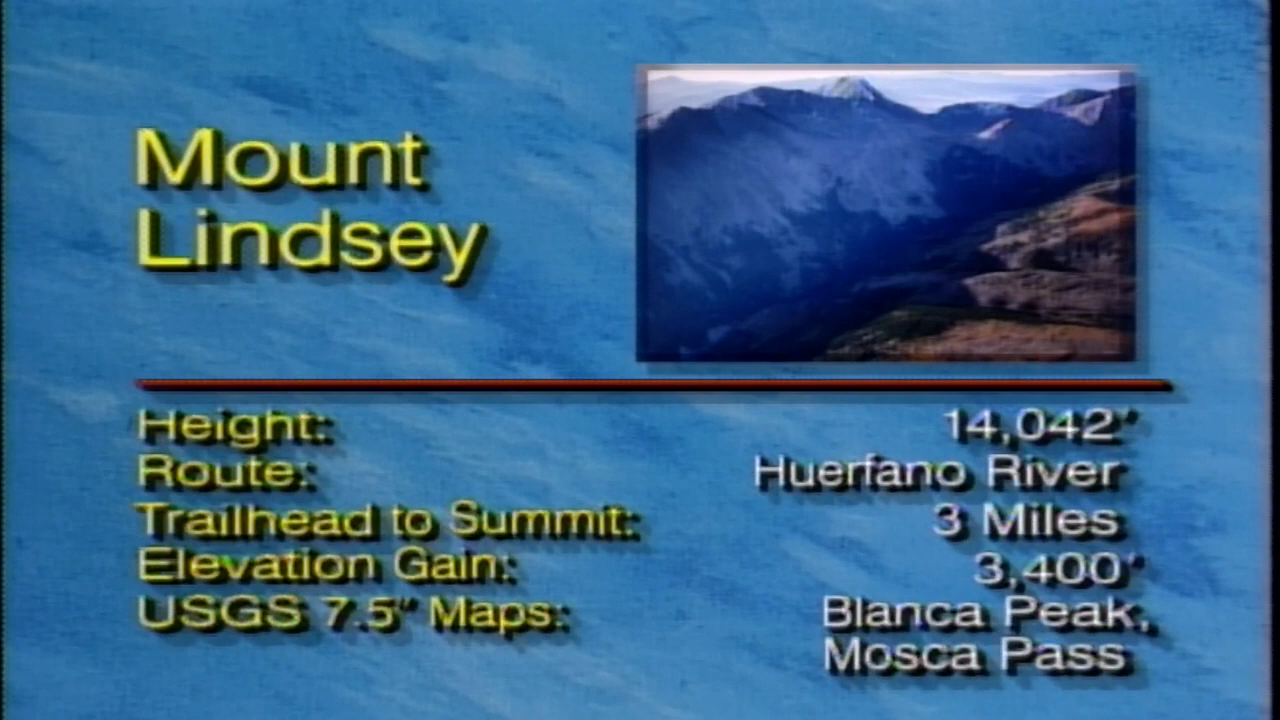 Mount
Lindsey
Height: 14,042'
Route: Huerfano River
Trailhead to Summit: 3 Miles
Elevation Gain: 3,400'
USGS 7.5" Maps: Blanca Peak,
Mosca Pass